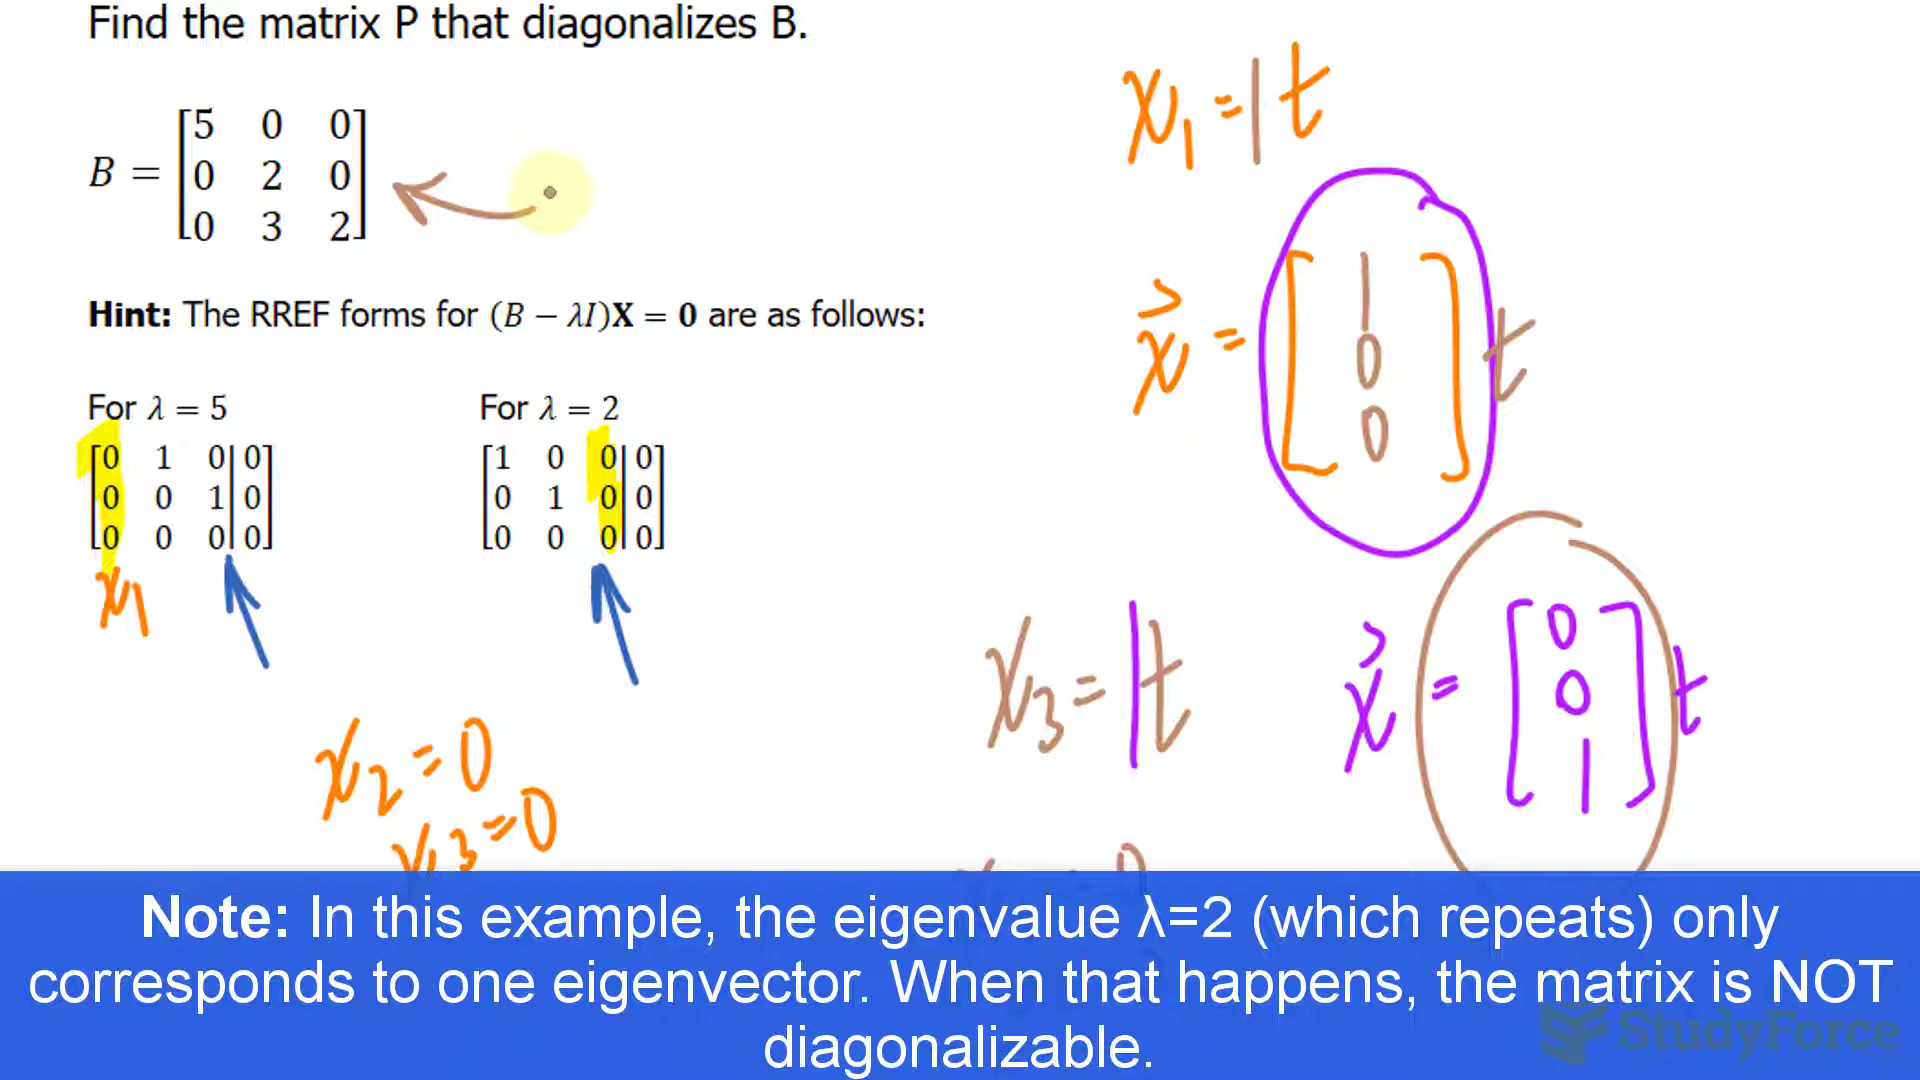 Find the matrix P that diagonalizes B.
B = [5 0 0
0 2 0
0 3 2]
Hint: The RREF forms for (B − λI)X = 0 are as follows:
For λ = 5
[0 1 0|0
0 0 1|0
0 0 0|0]
x₁
For λ = 2
[1 0 0|0
0 1 0|0
0 0 0|0]
x₂ = 0
x₃ = 0
x₁ = 1t
x⃗ = [1
0
0] t
x₃ = 1t
x⃗ = [0
0
1] t
Note: In this example, the eigenvalue λ=2 (which repeats) only
corresponds to one eigenvector. When that happens, the matrix is NOT
diagonalizable.
StudyForce